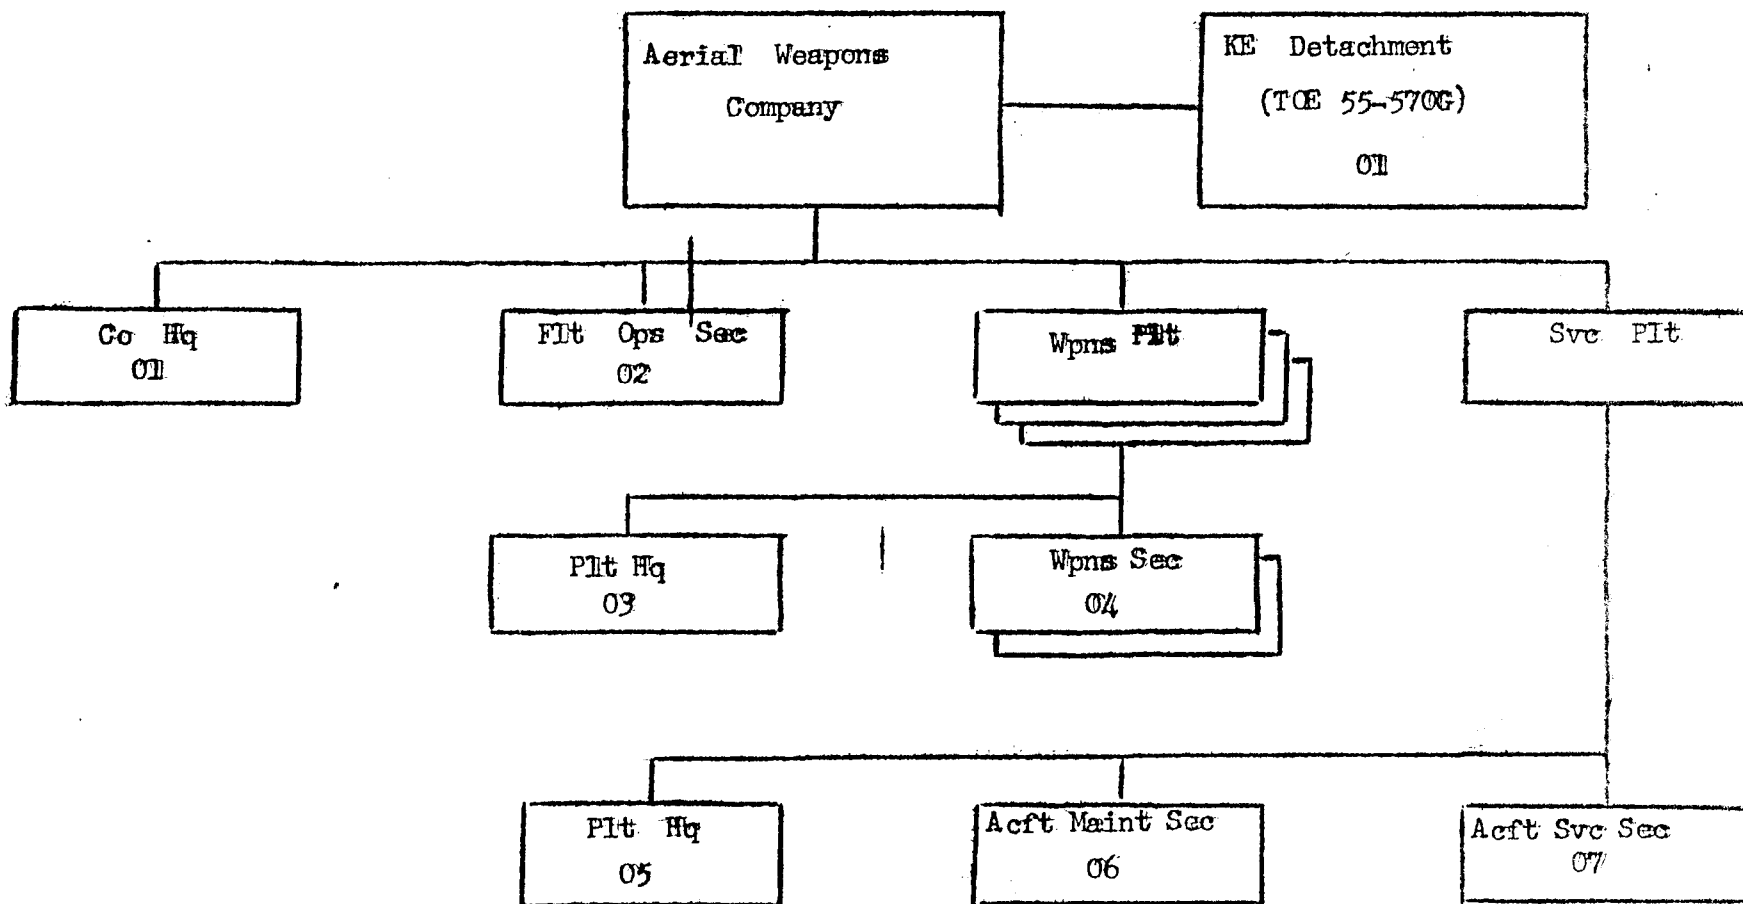 Aerial Weapons
Company
KE Detachment
(TOE 55-570G)
01
Co Hq
01
Flt Ops Sec
02
Wpns Plt
Svc Plt
Plt Hq
03
Wpns Sec
04
Plt Hq
05
Acft Maint Sec
06
Acft Svc Sec
07